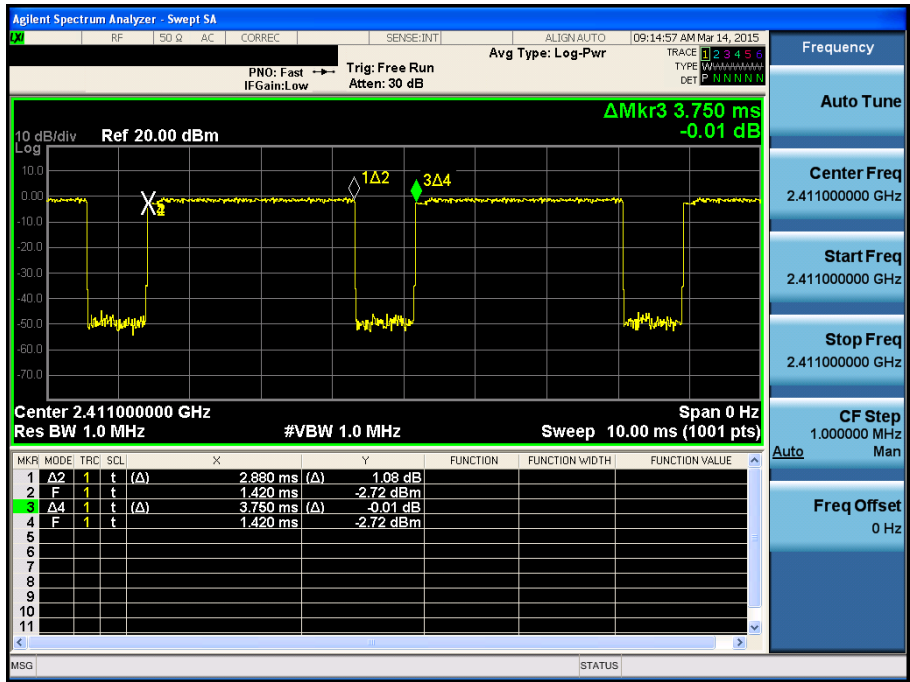 Agilent Spectrum Analyzer - Swept SA
LXI RF 50 Ω AC CORREC SENSE:INT ALIGN AUTO 09:14:57 AM Mar 14, 2015
PNO: Fast
IFGain:Low
Trig: Free Run
Atten: 30 dB
Avg Type: Log-Pwr
TRACE 1 2 3 4 5 6
TYPE
DET P N N N N N
ΔMkr3 3.750 ms
-0.01 dB
10 dB/div Ref 20.00 dBm
Log
10.0
0.00
-10.0
-20.0
-30.0
-40.0
-50.0
-60.0
-70.0
1Δ2
3Δ4
Center 2.411000000 GHz Span 0 Hz
Res BW 1.0 MHz #VBW 1.0 MHz Sweep 10.00 ms (1001 pts)
MKR MODE TRC SCL X Y FUNCTION FUNCTION WIDTH FUNCTION VALUE
1 Δ2 1 t (Δ) 2.880 ms (Δ) 1.08 dB
2 F 1 t 1.420 ms -2.72 dBm
3 Δ4 1 t (Δ) 3.750 ms (Δ) -0.01 dB
4 F 1 t 1.420 ms -2.72 dBm
5
6
7
8
9
10
11
MSG STATUS
Frequency
Auto Tune
Center Freq
2.411000000 GHz
Start Freq
2.411000000 GHz
Stop Freq
2.411000000 GHz
CF Step
1.000000 MHz
Auto Man
Freq Offset
0 Hz